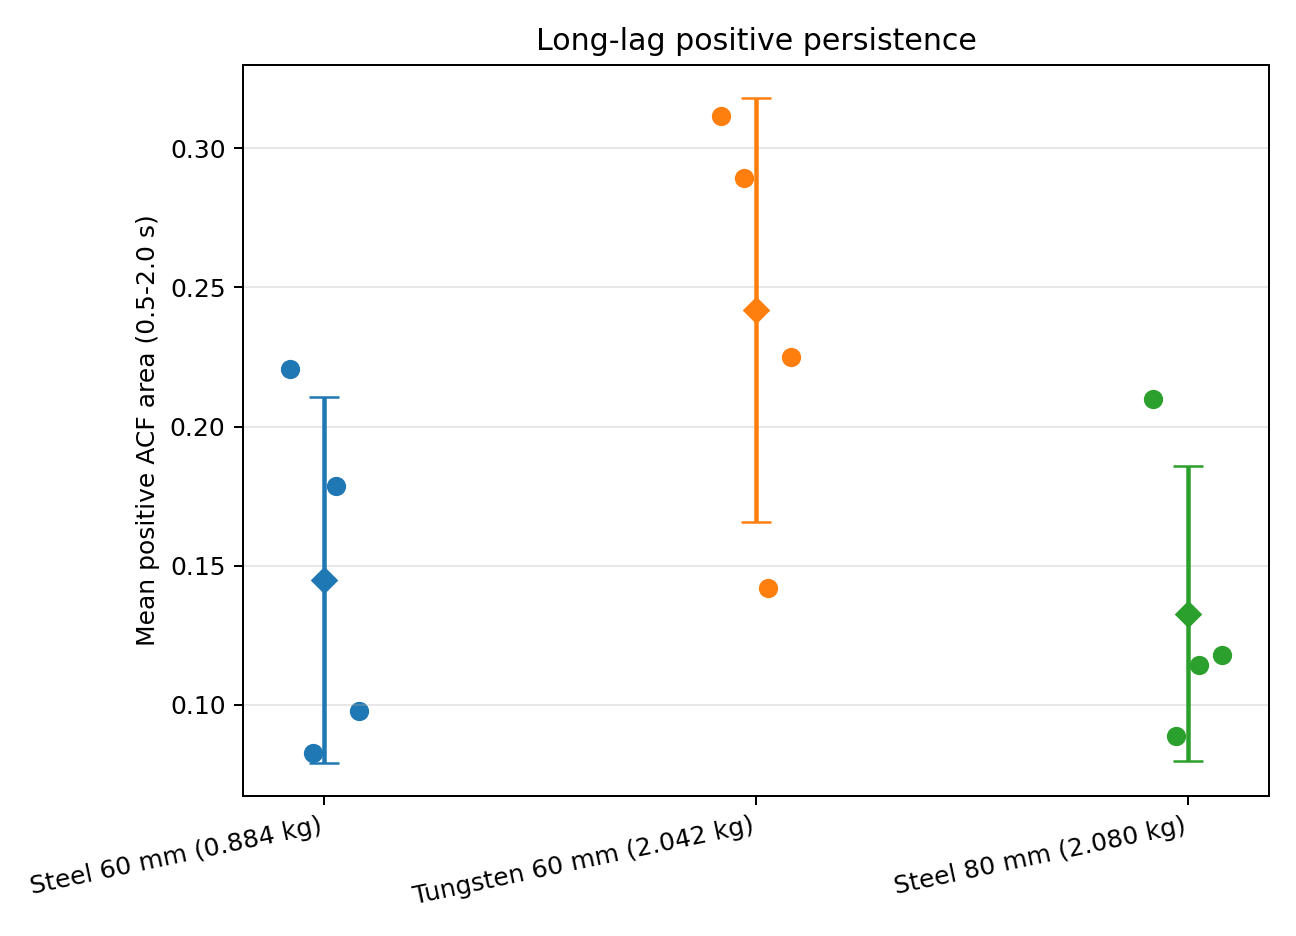 Long-lag positive persistence
Mean positive ACF area (0.5-2.0 s)
0.30
0.25
0.20
0.15
0.10
Steel 60 mm (0.884 kg)
Tungsten 60 mm (2.042 kg)
Steel 80 mm (2.080 kg)